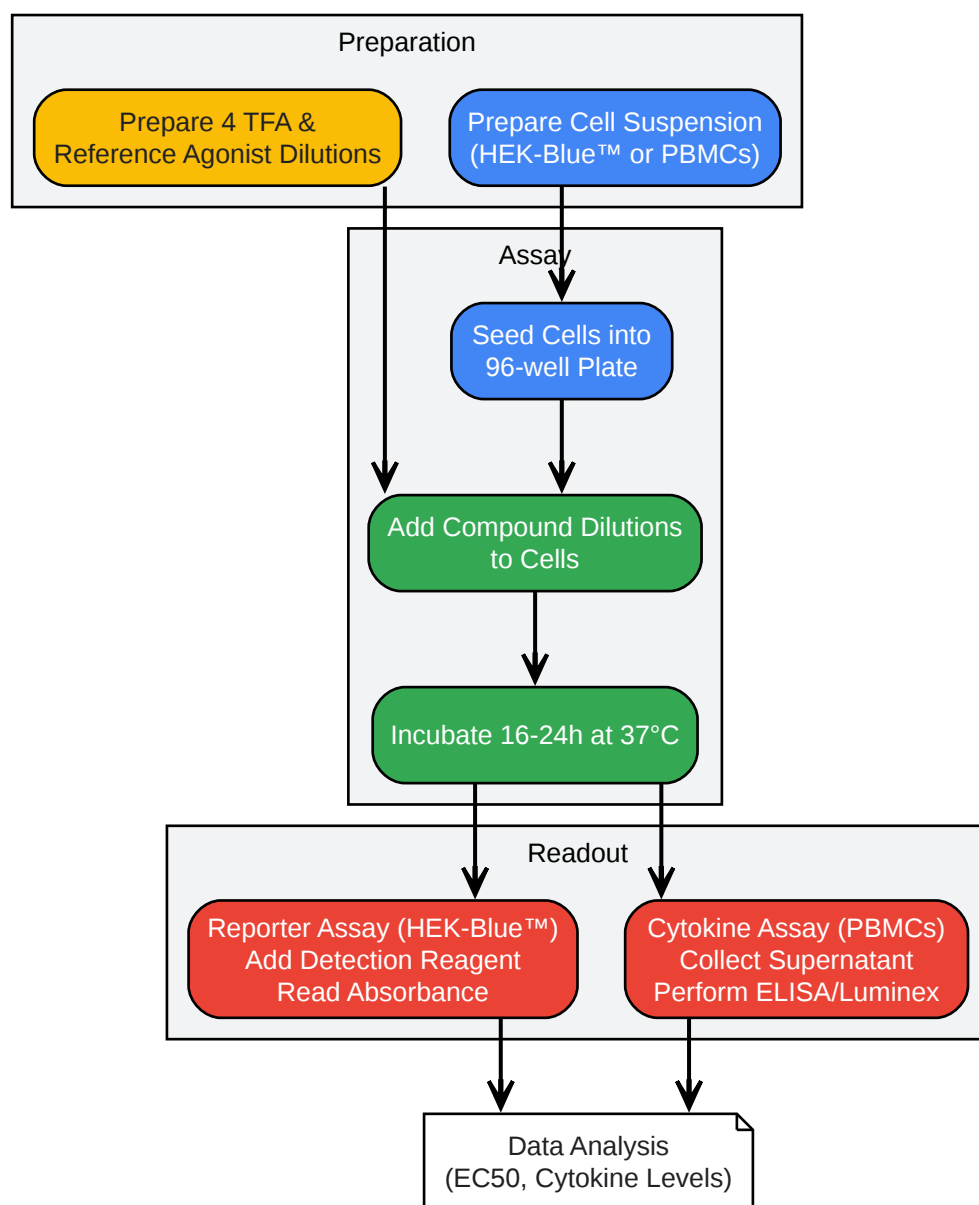 Preparation
Prepare 4 TFA &
Reference Agonist Dilutions
Prepare Cell Suspension
(HEK-Blue™ or PBMCs)
Assay
Seed Cells into
96-well Plate
Add Compound Dilutions
to Cells
Incubate 16-24h at 37°C
Readout
Reporter Assay (HEK-Blue™)
Add Detection Reagent
Read Absorbance
Cytokine Assay (PBMCs)
Collect Supernatant
Perform ELISA/Luminex
Data Analysis
(EC50, Cytokine Levels)